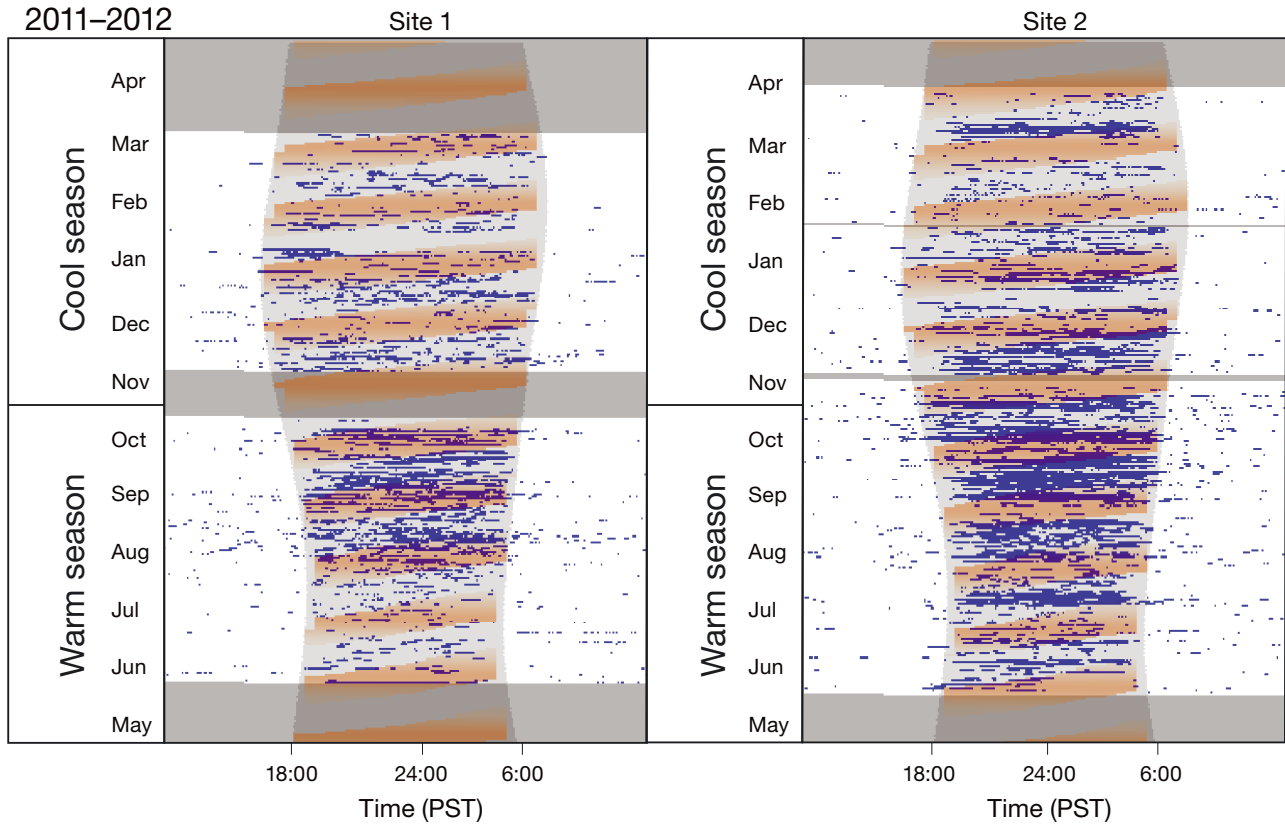 2011–2012
Site 1
Site 2
Cool season
Apr
Mar
Feb
Jan
Dec
Nov
Warm season
Oct
Sep
Aug
Jul
Jun
May
Cool season
Apr
Mar
Feb
Jan
Dec
Nov
Warm season
Oct
Sep
Aug
Jul
Jun
May
18:00 24:00 6:00
Time (PST)
18:00 24:00 6:00
Time (PST)